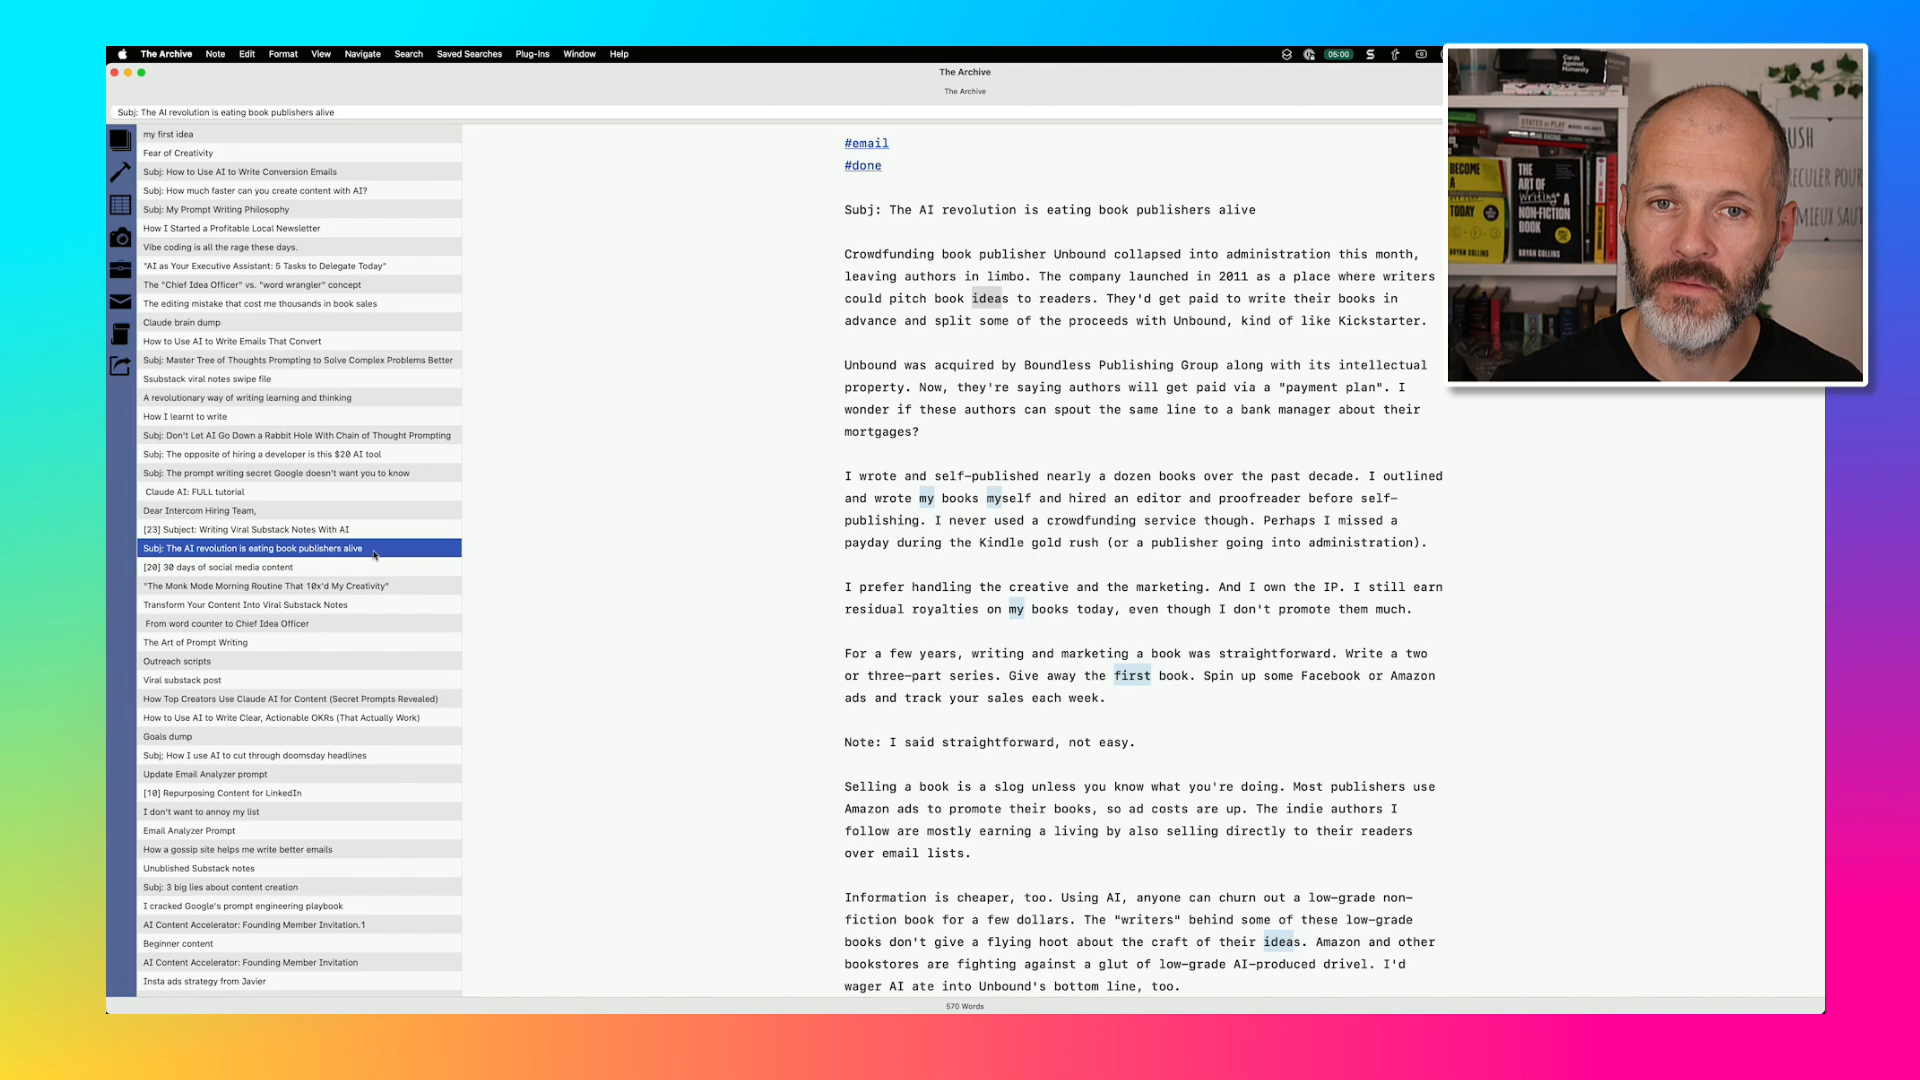 The Archive Note Edit Format View Navigate Search Saved Searches Plug-Ins Window Help
05:00
The Archive
The Archive
Subj: The AI revolution is eating book publishers alive
my first idea
Fear of Creativity
Subj: How to Use AI to Write Conversion Emails
Subj: How much faster can you create content with AI?
Subj: My Prompt Writing Philosophy
How I Started a Profitable Local Newsletter
Vibe coding is all the rage these days.
"AI as Your Executive Assistant: 5 Tasks to Delegate Today"
The "Chief Idea Officer" vs. "word wrangler" concept
The editing mistake that cost me thousands in book sales
Claude brain dump
How to Use AI to Write Emails That Convert
Subj: Master Tree of Thoughts Prompting to Solve Complex Problems Better
Ssubstack viral notes swipe file
A revolutionary way of writing learning and thinking
How I learnt to write
Subj: Don't Let AI Go Down a Rabbit Hole With Chain of Thought Prompting
Subj: The opposite of hiring a developer is this $20 AI tool
Subj: The prompt writing secret Google doesn't want you to know
Claude AI: FULL tutorial
Dear Intercom Hiring Team,
[23] Subject: Writing Viral Substack Notes With AI
Subj: The AI revolution is eating book publishers alive
[20] 30 days of social media content
"The Monk Mode Morning Routine That 10x'd My Creativity"
Transform Your Content Into Viral Substack Notes
From word counter to Chief Idea Officer
The Art of Prompt Writing
Outreach scripts
Viral substack post
How Top Creators Use Claude AI for Content (Secret Prompts Revealed)
How to Use AI to Write Clear, Actionable OKRs (That Actually Work)
Goals dump
Subj; How I use AI to cut through doomsday headlines
Update Email Analyzer prompt
[10] Repurposing Content for LinkedIn
I don't want to annoy my list
Email Analyzer Prompt
How a gossip site helps me write better emails
Unublished Substack notes
Subj: 3 big lies about content creation
I cracked Google's prompt engineering playbook
AI Content Accelerator: Founding Member Invitation.1
Beginner content
AI Content Accelerator: Founding Member Invitation
Insta ads strategy from Javier
#email
#done
Subj: The AI revolution is eating book publishers alive
Crowdfunding book publisher Unbound collapsed into administration this month,
leaving authors in limbo. The company launched in 2011 as a place where writers
could pitch book ideas to readers. They'd get paid to write their books in
advance and split some of the proceeds with Unbound, kind of like Kickstarter.
Unbound was acquired by Boundless Publishing Group along with its intellectual
property. Now, they're saying authors will get paid via a "payment plan". I
wonder if these authors can spout the same line to a bank manager about their
mortgages?
I wrote and self-published nearly a dozen books over the past decade. I outlined
and wrote my books myself and hired an editor and proofreader before self-
publishing. I never used a crowdfunding service though. Perhaps I missed a
payday during the Kindle gold rush (or a publisher going into administration).
I prefer handling the creative and the marketing. And I own the IP. I still earn
residual royalties on my books today, even though I don't promote them much.
For a few years, writing and marketing a book was straightforward. Write a two
or three-part series. Give away the first book. Spin up some Facebook or Amazon
ads and track your sales each week.
Note: I said straightforward, not easy.
Selling a book is a slog unless you know what you're doing. Most publishers use
Amazon ads to promote their books, so ad costs are up. The indie authors I
follow are mostly earning a living by also selling directly to their readers
over email lists.
Information is cheaper, too. Using AI, anyone can churn out a low-grade non-
fiction book for a few dollars. The "writers" behind some of these low-grade
books don't give a flying hoot about the craft of their ideas. Amazon and other
bookstores are fighting against a glut of low-grade AI-produced drivel. I'd
wager AI ate into Unbound's bottom line, too.
570 Words
Cards
Against
Humanity
BECOME
A
TODAY
BRYAN COLLINS
THE
ART OF
Writing
A
NON-FICTION
BOOK
BRYAN COLLINS
STATES OF PLAY
USH
RECULER POUR
MIEUX SAUT